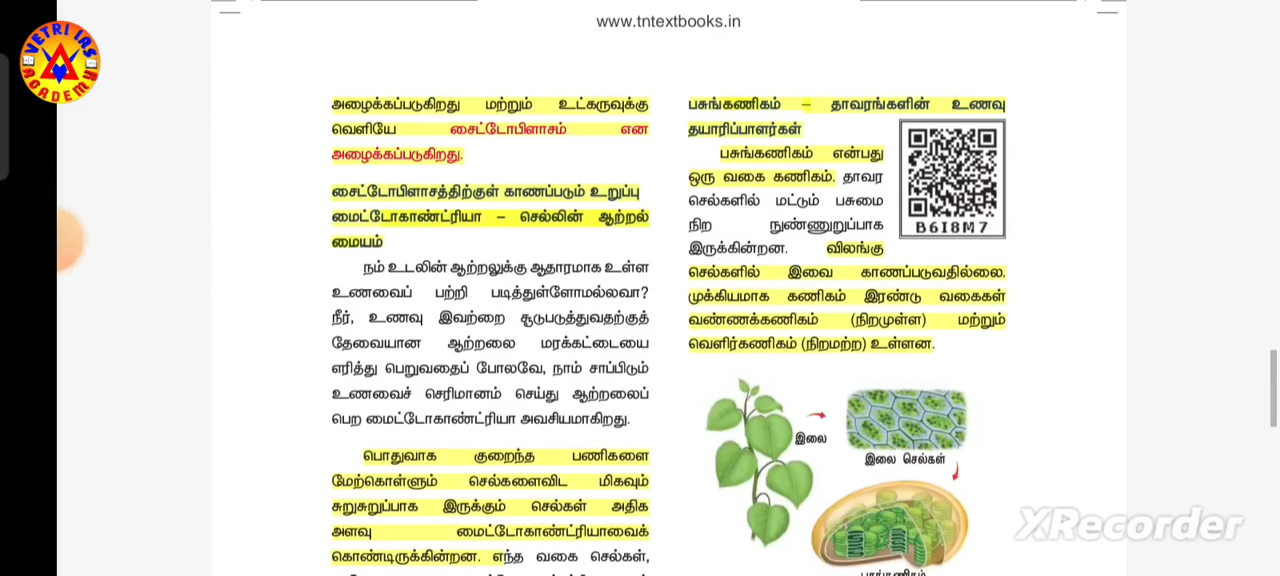 www.tntextbooks.in
VETRI IAS
ACADEMY
அழைக்கப்படுகிறது மற்றும் உட்கருவுக்கு
வெளியே சைட்டோபிளாசம் என
அழைக்கப்படுகிறது.
சைட்டோபிளாசத்திற்குள் காணப்படும் உறுப்பு
மைட்டோகாண்ட்ரியா – செல்லின் ஆற்றல்
மையம்
நம் உடலின் ஆற்றலுக்கு ஆதாரமாக உள்ள
உணவைப் பற்றி படித்துள்ளோமல்லவா?
நீர், உணவு இவற்றை சூடுபடுத்துவதற்குத்
தேவையான ஆற்றலை மரக்கட்டையை
எரித்து பெறுவதைப் போலவே, நாம் சாப்பிடும்
உணவைச் செரிமானம் செய்து ஆற்றலைப்
பெற மைட்டோகாண்ட்ரியா அவசியமாகிறது.
பொதுவாக குறைந்த பணிகளை
மேற்கொள்ளும் செல்களைவிட மிகவும்
சுறுசுறுப்பாக இருக்கும் செல்கள் அதிக
அளவு மைட்டோகாண்ட்ரியாவைக்
கொண்டிருக்கின்றன. எந்த வகை செல்கள்,
பசுங்கணிகம் – தாவரங்களின் உணவு
தயாரிப்பாளர்கள்
பசுங்கணிகம் என்பது
ஒரு வகை கணிகம். தாவர
செல்களில் மட்டும் பசுமை
நிற நுண்ணுறுப்பாக
இருக்கின்றன. விலங்கு
செல்களில் இவை காணப்படுவதில்லை.
முக்கியமாக கணிகம் இரண்டு வகைகள்
வண்ணக்கணிகம் (நிறமுள்ள) மற்றும்
வெளிர்கணிகம் (நிறமற்ற) உள்ளன.
B6I8M7
இலை
இலை செல்கள்
XRecorder